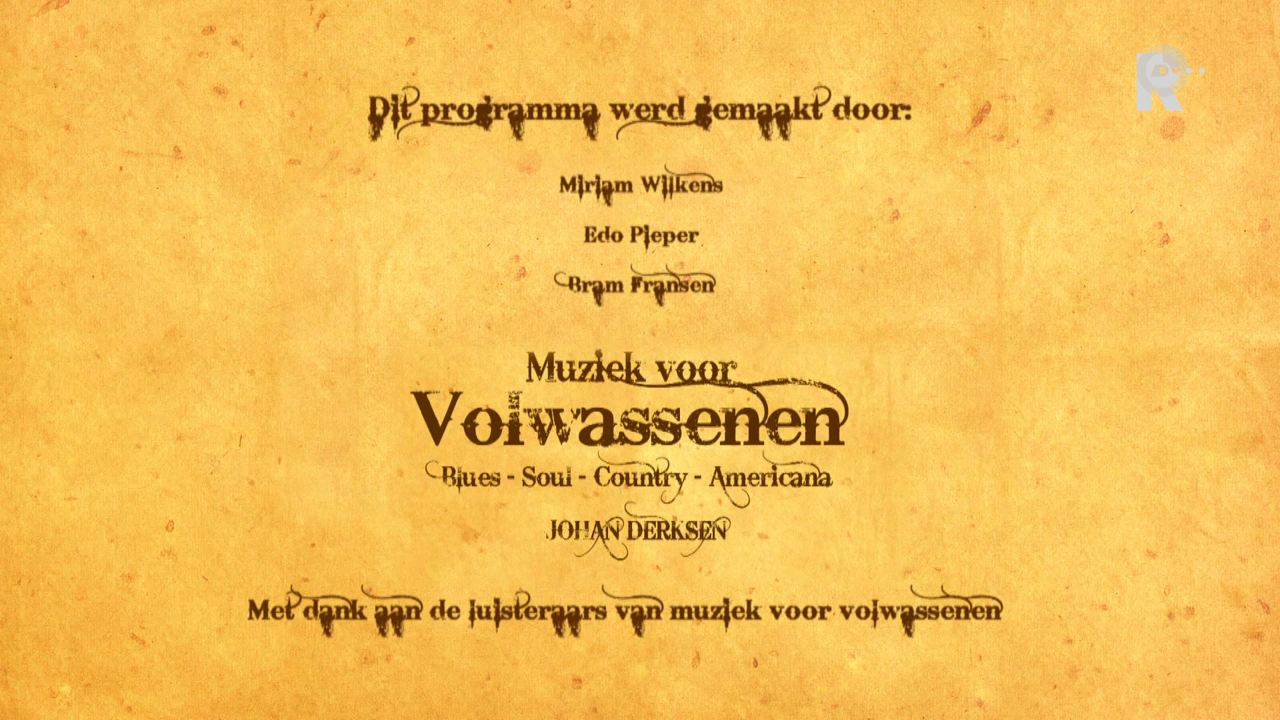 Dit programma werd gemaakt door:
Mirjam Wilkens
Edo Pieper
Bram Fransen
Muziek voor
Volwassenen
Blues - Soul - Country - Americana
JOHAN DERKSEN
Met dank aan de luisteraars van muziek voor volwassenen